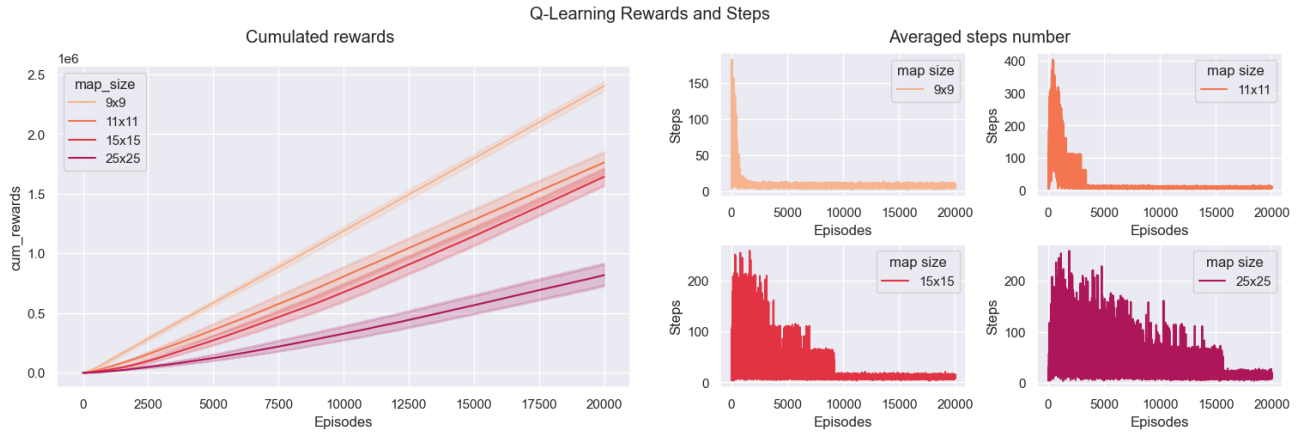 Q-Learning Rewards and Steps
Cumulated rewards
1e6
cum_rewards
2.5
2.0
1.5
1.0
0.5
0.0
map_size
9x9
11x11
15x15
25x25
0 2500 5000 7500 10000 12500 15000 17500 20000
Episodes
Averaged steps number
Steps
150
100
50
0
map size
9x9
0 5000 10000 15000 20000
Episodes
Steps
400
300
200
100
0
map size
11x11
0 5000 10000 15000 20000
Episodes
Steps
200
100
0
map size
15x15
0 5000 10000 15000 20000
Episodes
Steps
200
100
0
map size
25x25
0 5000 10000 15000 20000
Episodes